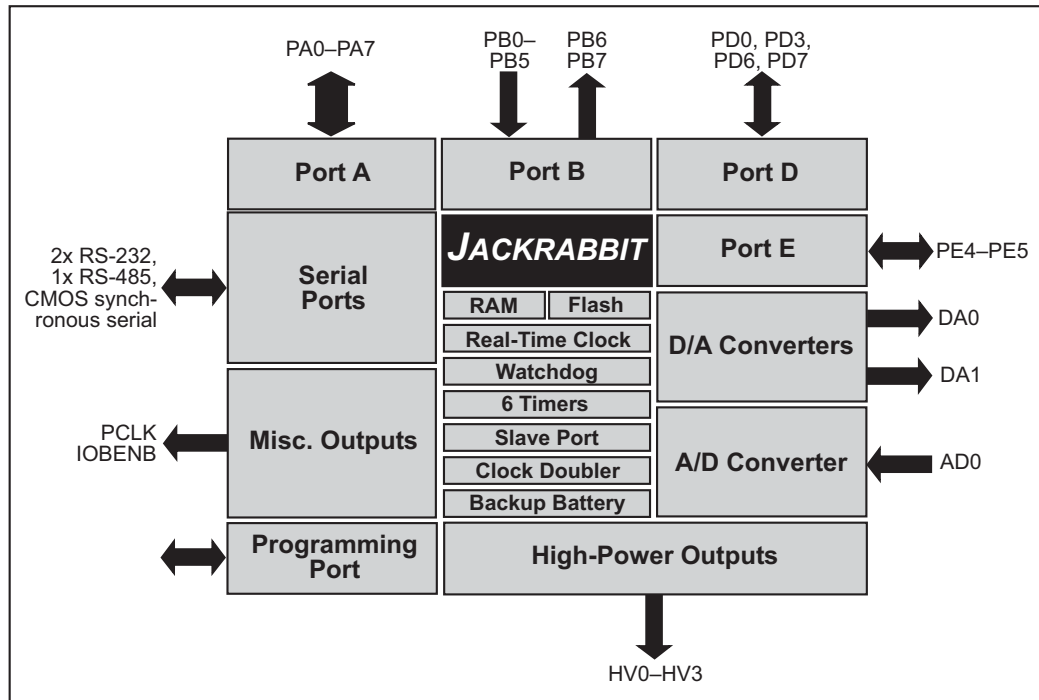 PA0–PA7
PB0–
PB5
PB6
PB7
PD0, PD3,
PD6, PD7
Port A
Port B
Port D
2x RS-232,
1x RS-485,
CMOS synch-
ronous serial
Serial
Ports
JACKRABBIT
Port E
PE4–PE5
RAM
Flash
Real-Time Clock
Watchdog
6 Timers
Slave Port
Clock Doubler
Backup Battery
D/A Converters
DA0
DA1
PCLK
IOBENB
Misc. Outputs
A/D Converter
AD0
Programming
Port
High-Power Outputs
HV0–HV3